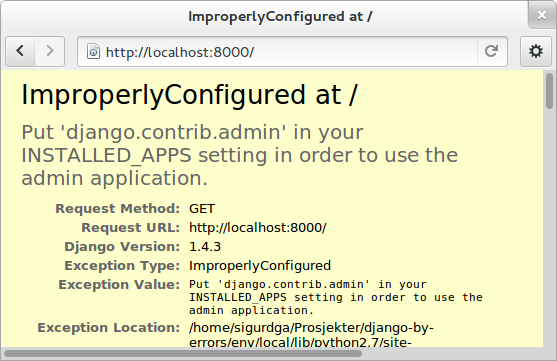 ImproperlyConfigured at /
http://localhost:8000/
ImproperlyConfigured at /
Put 'django.contrib.admin' in your
INSTALLED_APPS setting in order to use the
admin application.
Request Method: GET
Request URL: http://localhost:8000/
Django Version: 1.4.3
Exception Type: ImproperlyConfigured
Exception Value: Put 'django.contrib.admin' in your
INSTALLED_APPS setting in order to use the
admin application.
Exception Location: /home/sigurdga/Prosjekter/django-by-
errors/env/local/lib/python2.7/site-